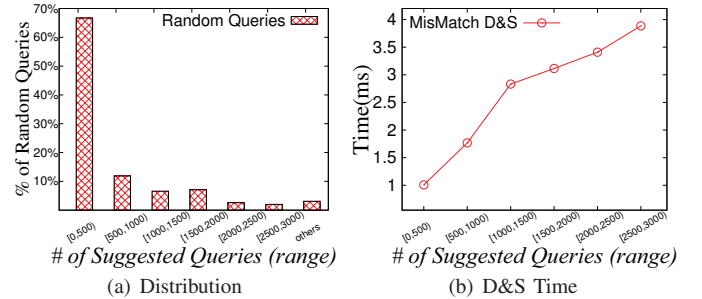 % of Random Queries
70%
60%
50%
40%
30%
20%
10%
Random Queries
[0,500)
[500,1000)
[1000,1500)
[1500,2000)
[2000,2500)
[2500,3000)
others
# of Suggested Queries (range)
(a) Distribution
Time(ms)
4
3.5
3
2.5
2
1.5
1
MisMatch D&S
[0,500)
[500,1000)
[1000,1500)
[1500,2000)
[2000,2500)
[2500,3000)
# of Suggested Queries (range)
(b) D&S Time